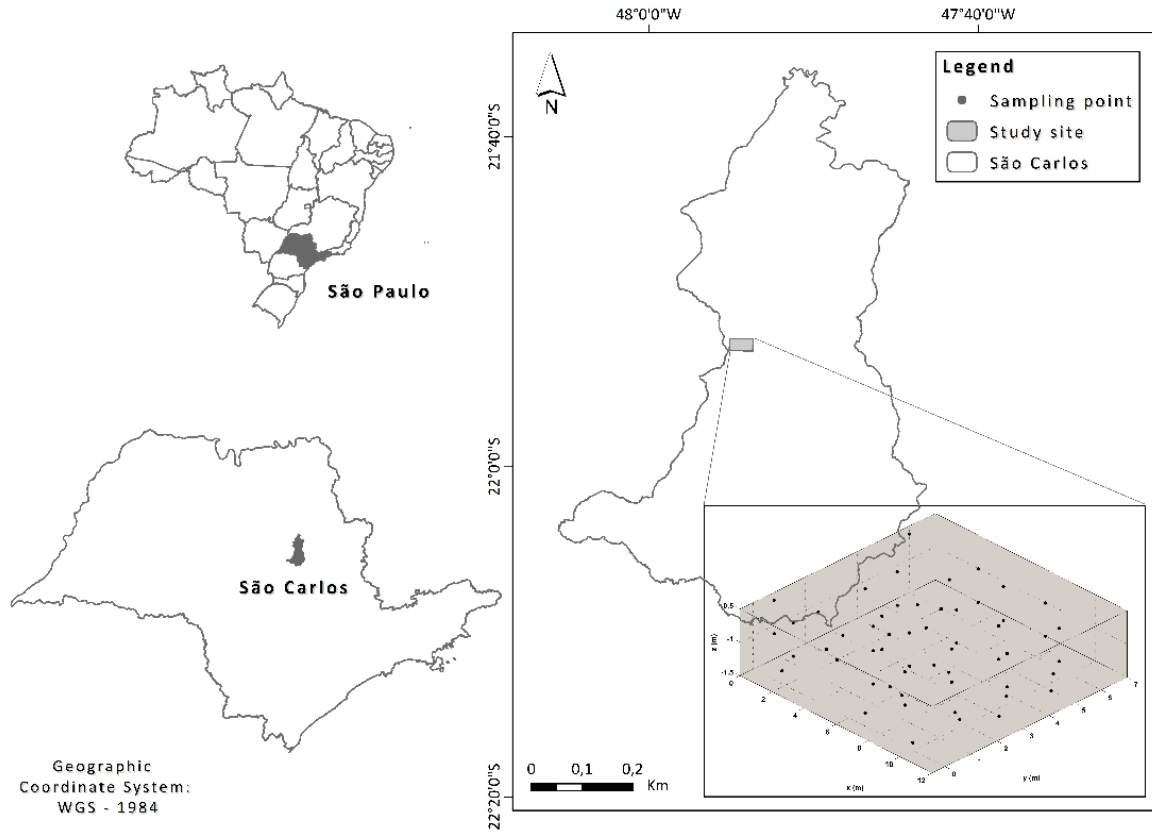 48°0'0"W
47°40'0"W
N
Legend
Sampling point
Study site
São Carlos
21°40'0"S
São Paulo
22°0'0"S
São Carlos
0.5
-1
-1.5
z (m)
0
2
4
6
8
10
12
x (m)
0
1
2
3
4
5
6
7
y (m)
Geographic
Coordinate System:
WGS - 1984
0 0,1 0,2
Km
22°20'0"S